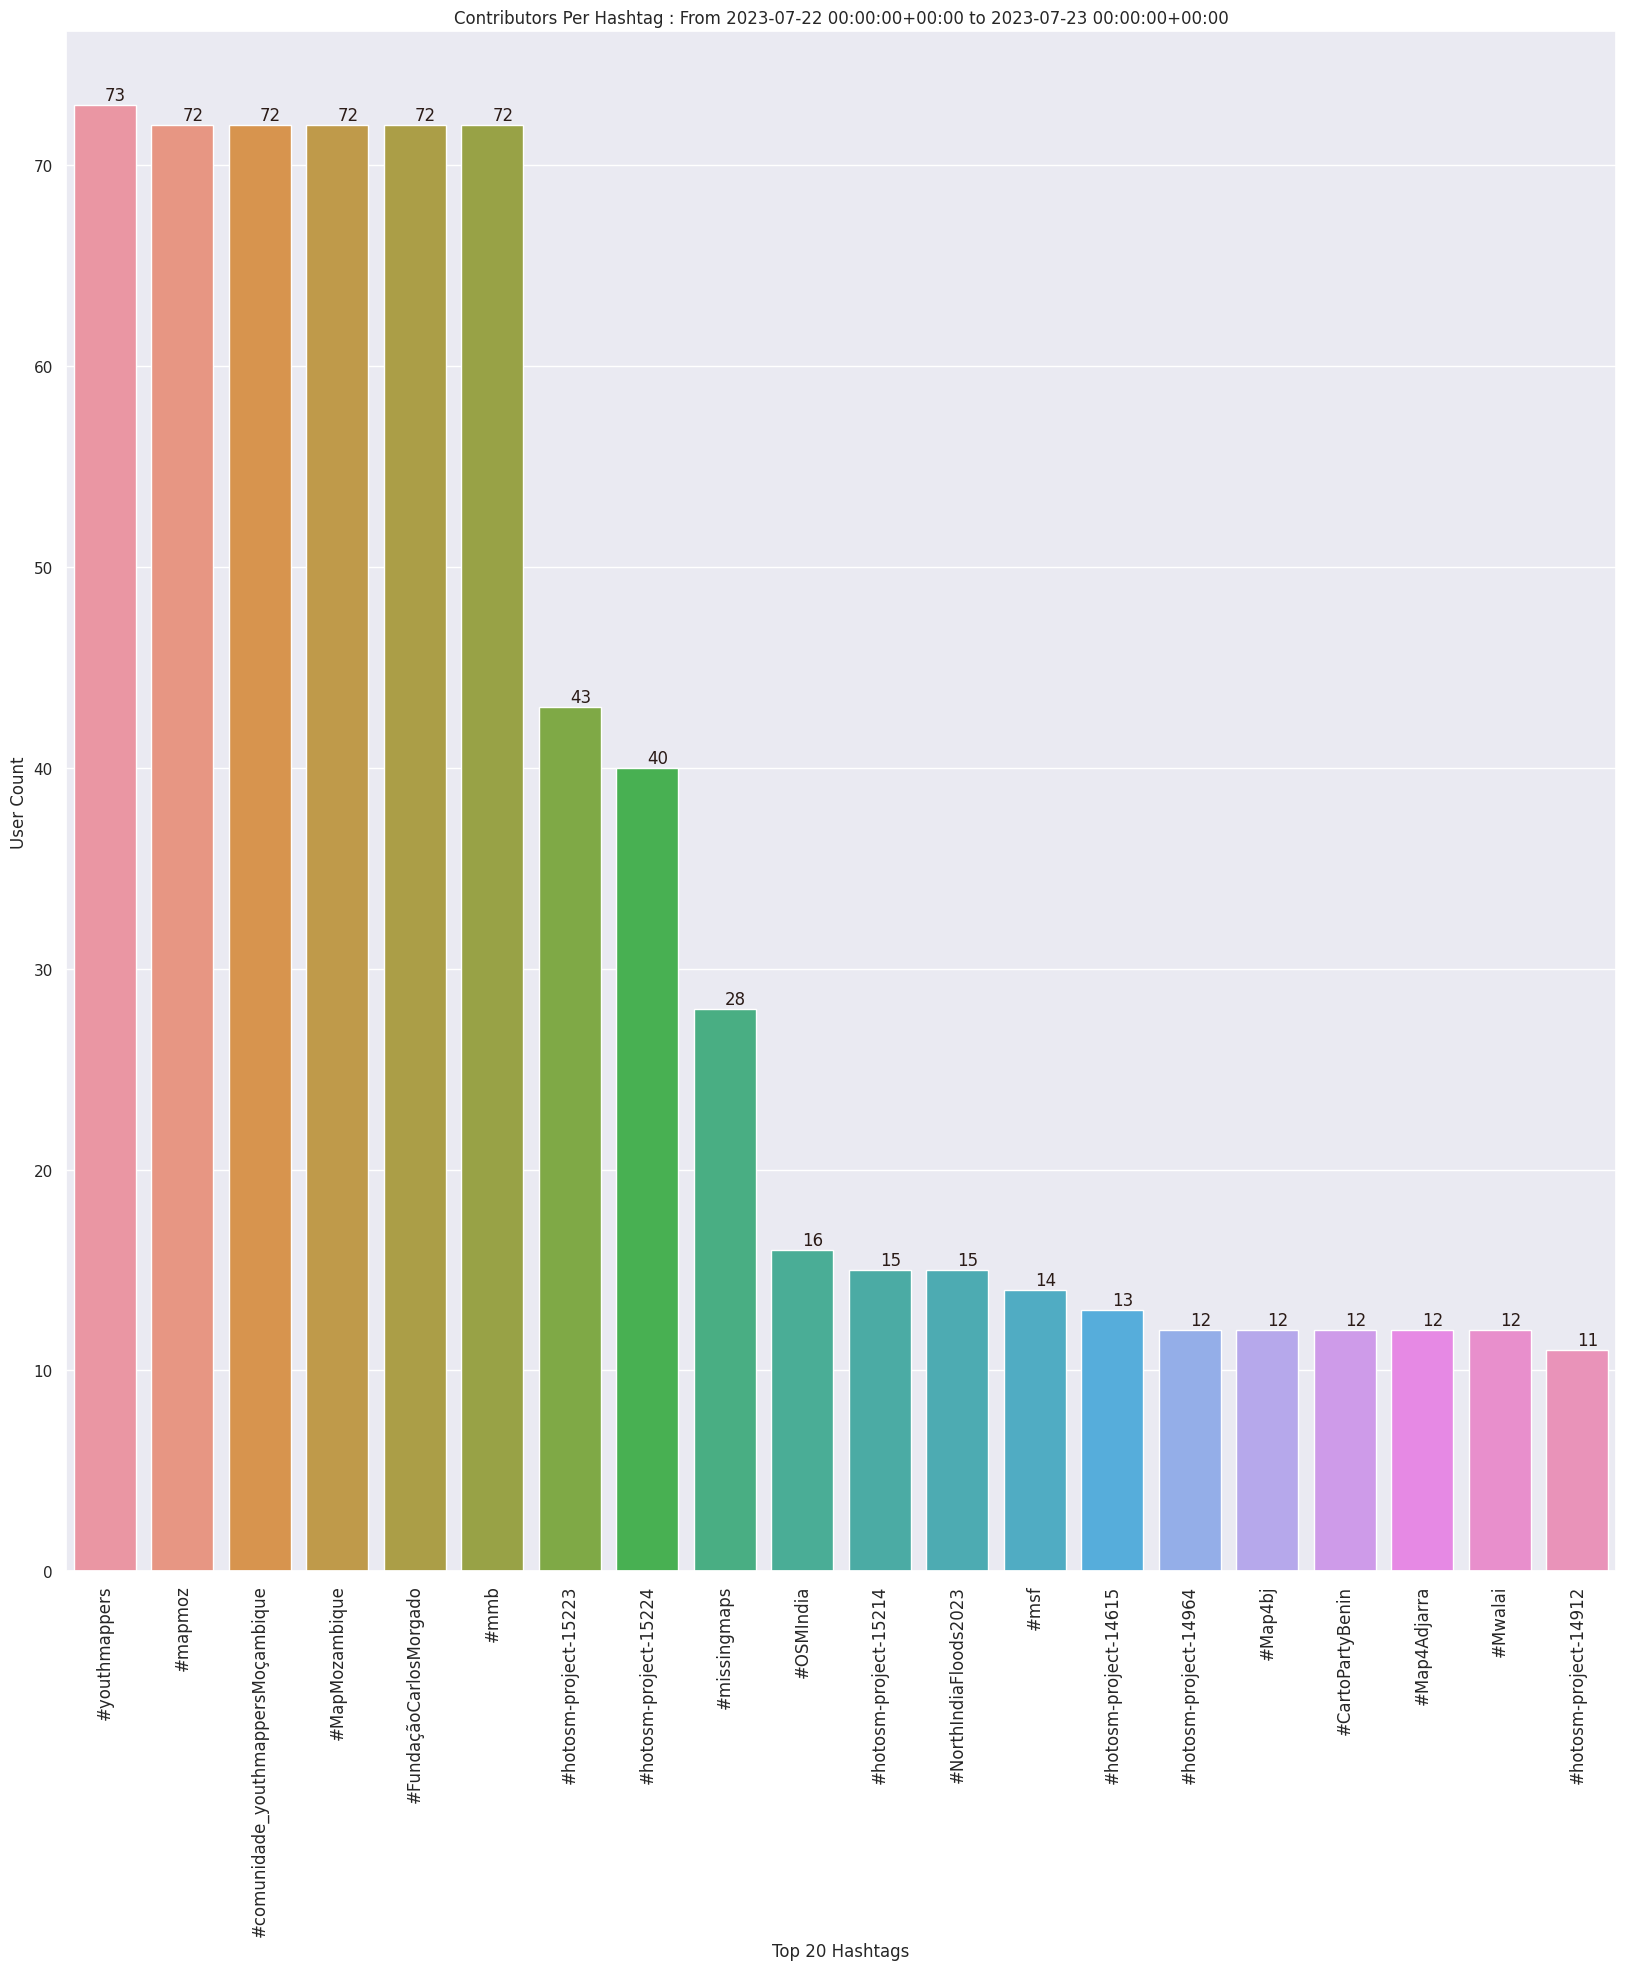 Contributors Per Hashtag : From 2023-07-22 00:00:00+00:00 to 2023-07-23 00:00:00+00:00
73
72
72
72
72
72
43
40
28
16
15
15
14
13
12
12
12
12
12
11
70
60
50
40
30
20
10
0
User Count
#youthmappers
#mapmoz
#comunidade_youthmappersMoçambique
#MapMozambique
#FundaçãoCarlosMorgado
#mmb
#hotosm-project-15223
#hotosm-project-15224
#missingmaps
#OSMIndia
#hotosm-project-15214
#NorthIndiaFloods2023
#msf
#hotosm-project-14615
#hotosm-project-14964
#Map4bj
#CartoPartyBenin
#Map4Adjarra
#Mwalai
#hotosm-project-14912
Top 20 Hashtags